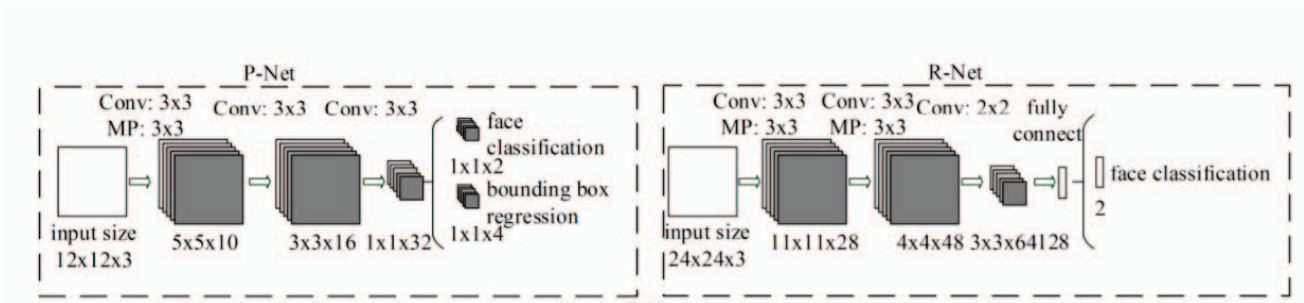 P-Net
Conv: 3x3
MP: 3x3
Conv: 3x3
Conv: 3x3
face
classification
1x1x2
bounding box
regression
1x1x4
input size
12x12x3
5x5x10
3x3x16
1x1x32
R-Net
Conv: 3x3
MP: 3x3
Conv: 3x3
MP: 3x3
Conv: 2x2
fully
connect
face classification
2
input size
24x24x3
11x11x28
4x4x48
3x3x64
128